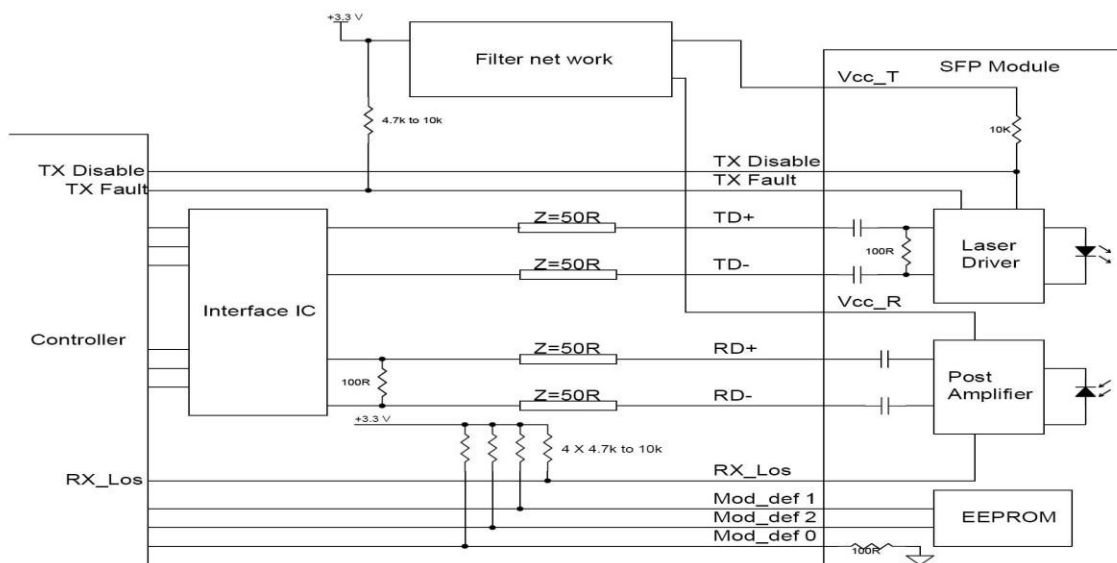 +3.3 V
Filter net work
SFP Module
Vcc_T
4.7k to 10k
10K
TX Disable
TX Disable
TX Fault
TX Fault
Z=50R
TD+
100R
Laser
Driver
Z=50R
TD-
Interface IC
Vcc_R
Controller
Z=50R
RD+
100R
Post
Amplifier
Z=50R
RD-
+3.3 V
4 X 4.7k to 10k
RX_Los
RX_Los
Mod_def 1
EEPROM
Mod_def 2
Mod_def 0
100R